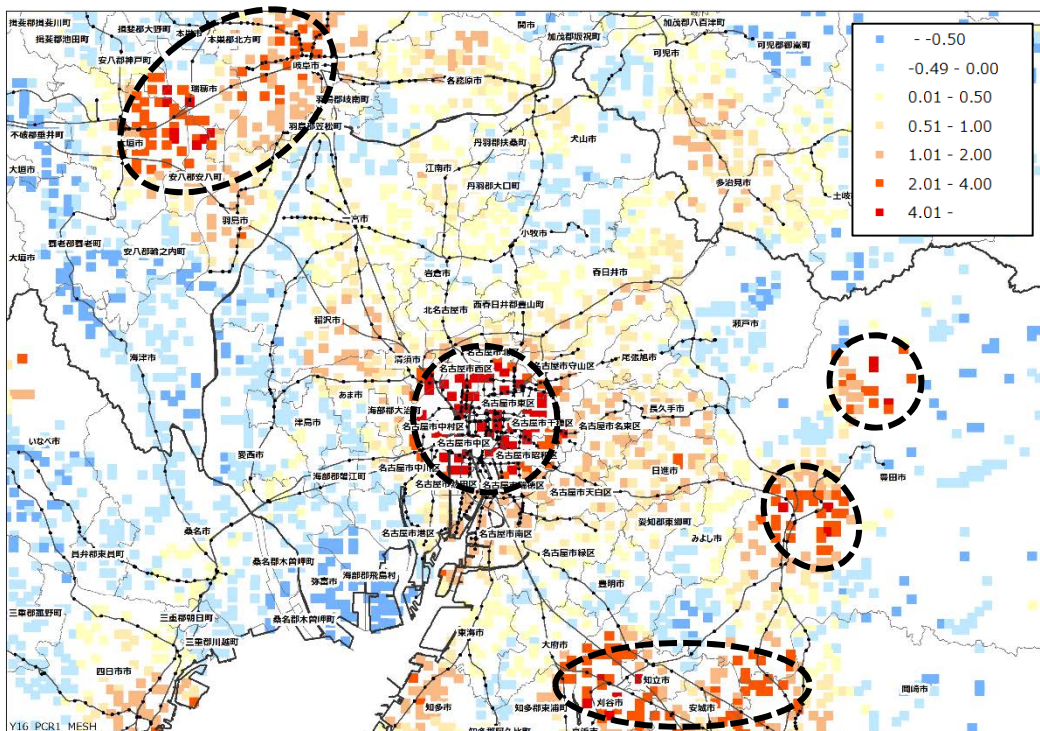 揖斐郡揖斐川町
揖斐郡大野町
本巣市
揖斐郡池田町
本巣郡北方町
関市
加茂郡坂祝町
加茂郡八百津町
可児市
可児郡御嵩町
安八郡神戸町
岐阜市
瑞穂市
各務原市
羽島郡岐南町
不破郡垂井町
大垣市
羽島郡笠松町
丹羽郡扶桑町
犬山市
大垣市
安八郡安八町
江南市
丹羽郡大口町
多治見市
土岐
羽島市
一宮市
養老郡養老町
安八郡輪之内町
小牧市
大垣市
岩倉市
春日井市
西春日井郡豊山町
北名古屋市
稲沢市
瀬戸市
海津市
清須市
名古屋市北
尾張旭市
名古屋市守山区
名古屋市西区
あま市
海部郡大治町
名古屋市東区
長久手市
津島市
名古屋市中村区
名古屋市千種区
名古屋市名東区
いなべ市
名古屋市中区
愛西市
名古屋市昭和区
名古屋市中川区
日進市
豊田市
海部郡蟹江町
名古屋市熱田区
名古屋市瑞穂区
名古屋市天白区
愛知郡東郷町
桑名市
名古屋市港区
名古屋市南区
みよし市
員弁郡東員町
桑名郡木曽岬町
名古屋市緑区
弥富市
海部郡飛島村
豊明市
三重郡菰野町
三重郡朝日町
桑名郡木曽岬町
東海市
三重郡川越町
大府市
四日市市
知立市
岡崎市
知多市
知多郡東浦町
刈谷市
安城市
高浜市
Y16_PCR1_MESH
- -0.50
-0.49 - 0.00
0.01 - 0.50
0.51 - 1.00
1.01 - 2.00
2.01 - 4.00
4.01 -